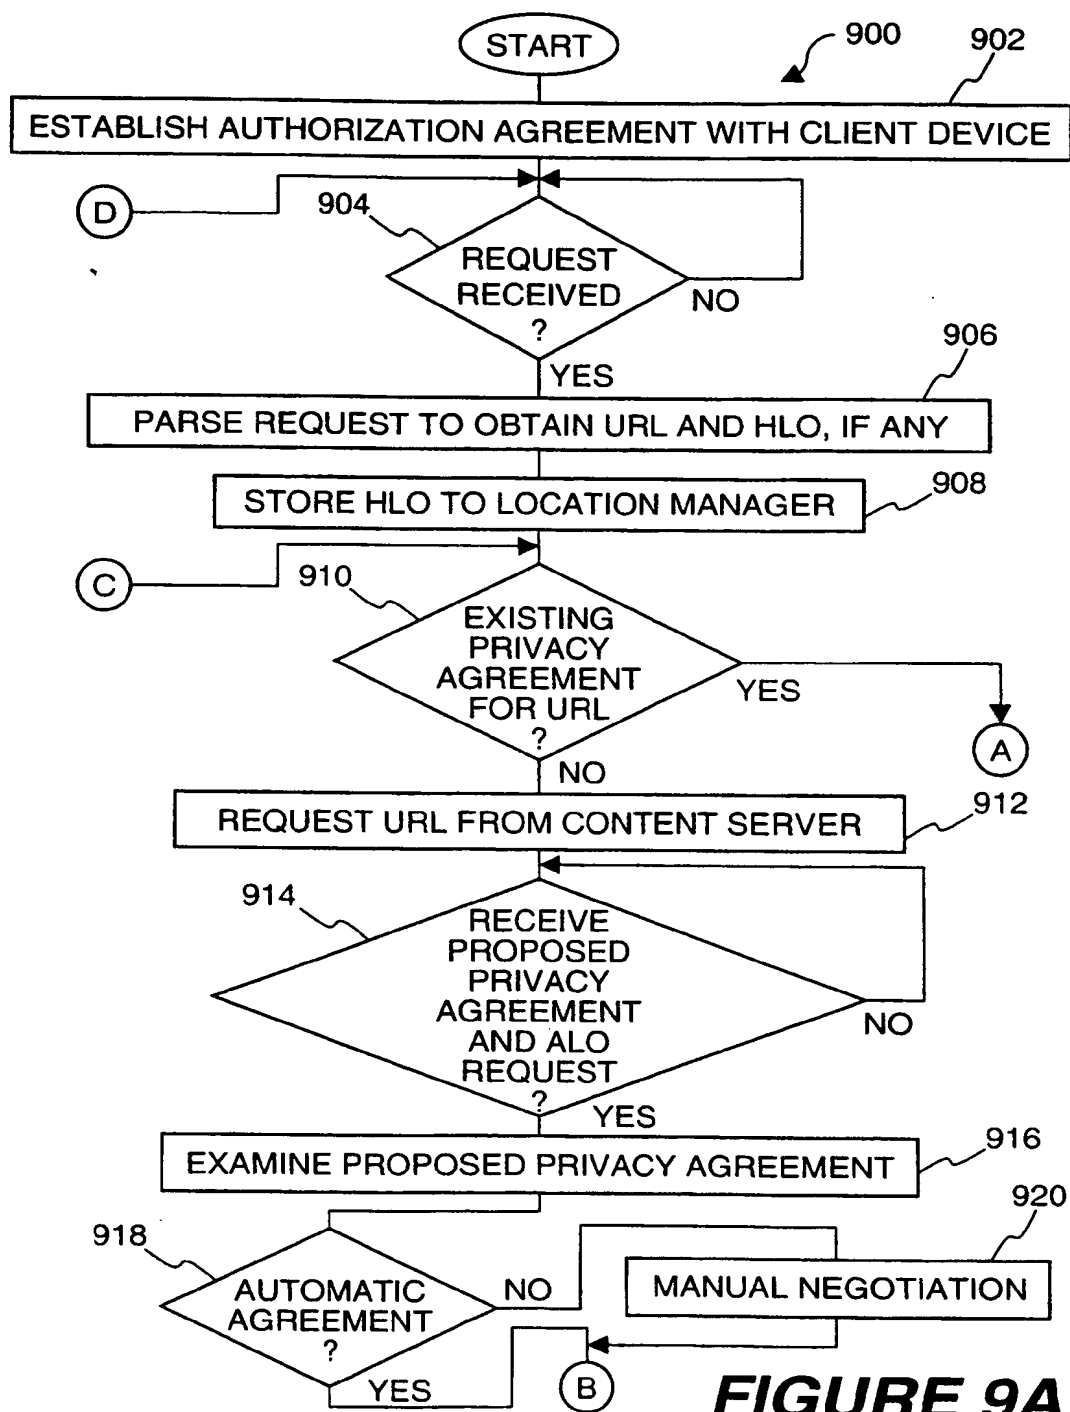 START
900
902
ESTABLISH AUTHORIZATION AGREEMENT WITH CLIENT DEVICE
D
904
REQUEST
RECEIVED
?
NO
YES
906
PARSE REQUEST TO OBTAIN URL AND HLO, IF ANY
908
STORE HLO TO LOCATION MANAGER
C
910
EXISTING
PRIVACY
AGREEMENT
FOR URL
?
YES
A
NO
912
REQUEST URL FROM CONTENT SERVER
914
RECEIVE
PROPOSED
PRIVACY
AGREEMENT
AND ALO
REQUEST
?
NO
YES
916
EXAMINE PROPOSED PRIVACY AGREEMENT
918
920
AUTOMATIC
AGREEMENT
?
NO
MANUAL NEGOTIATION
YES
B
FIGURE 9A